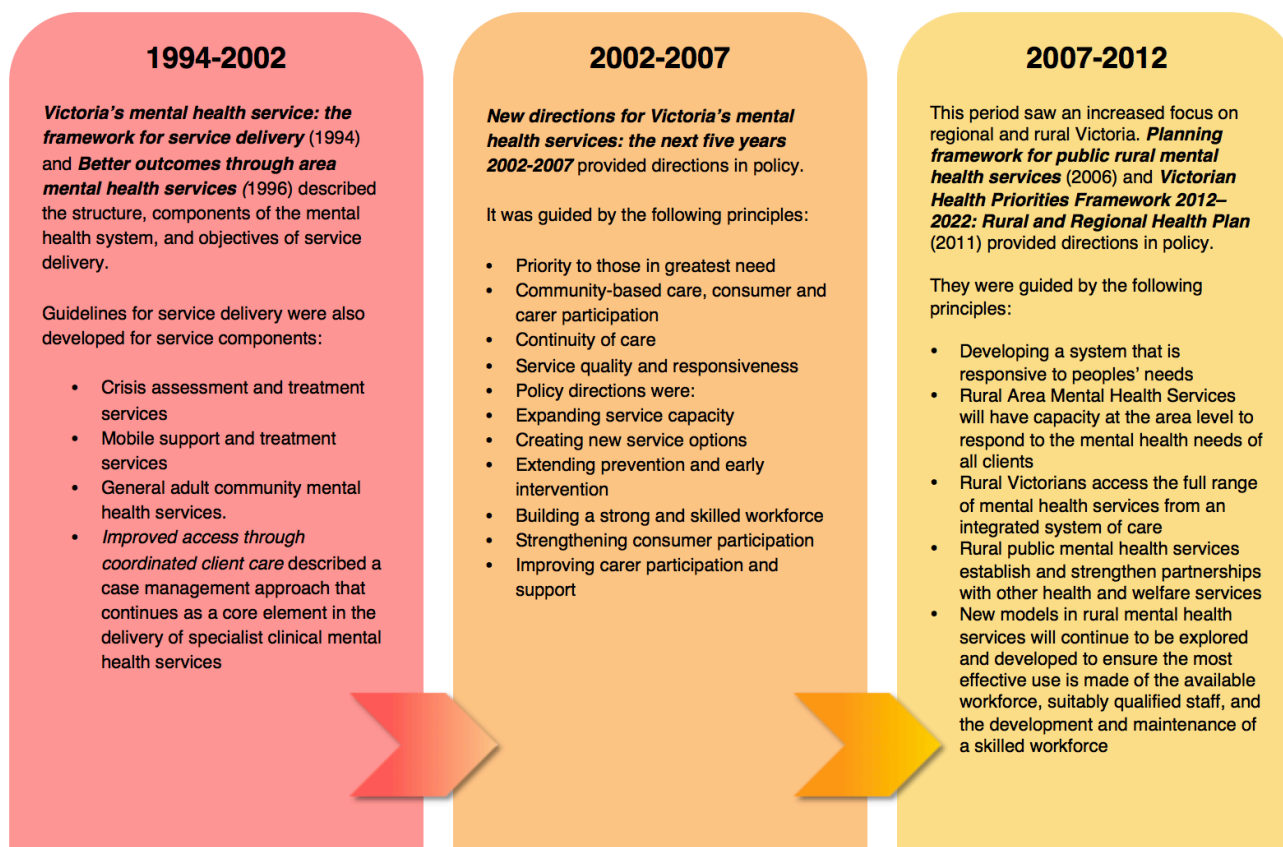 1994-2002
Victoria's mental health service: the
framework for service delivery (1994)
and Better outcomes through area
mental health services (1996) described
the structure, components of the mental
health system, and objectives of service
delivery.
Guidelines for service delivery were also
developed for service components:
• Crisis assessment and treatment
services
• Mobile support and treatment
services
• General adult community mental
health services.
• Improved access through
coordinated client care described a
case management approach that
continues as a core element in the
delivery of specialist clinical mental
health services
2002-2007
New directions for Victoria's mental
health services: the next five years
2002-2007 provided directions in policy.
It was guided by the following principles:
• Priority to those in greatest need
• Community-based care, consumer and
carer participation
• Continuity of care
• Service quality and responsiveness
• Policy directions were:
• Expanding service capacity
• Creating new service options
• Extending prevention and early
intervention
• Building a strong and skilled workforce
• Strengthening consumer participation
• Improving carer participation and
support
2007-2012
This period saw an increased focus on
regional and rural Victoria. Planning
framework for public rural mental
health services (2006) and Victorian
Health Priorities Framework 2012–
2022: Rural and Regional Health Plan
(2011) provided directions in policy.
They were guided by the following
principles:
• Developing a system that is
responsive to peoples' needs
• Rural Area Mental Health Services
will have capacity at the area level to
respond to the mental health needs of
all clients
• Rural Victorians access the full range
of mental health services from an
integrated system of care
• Rural public mental health services
establish and strengthen partnerships
with other health and welfare services
• New models in rural mental health
services will continue to be explored
and developed to ensure the most
effective use is made of the available
workforce, suitably qualified staff, and
the development and maintenance of
a skilled workforce